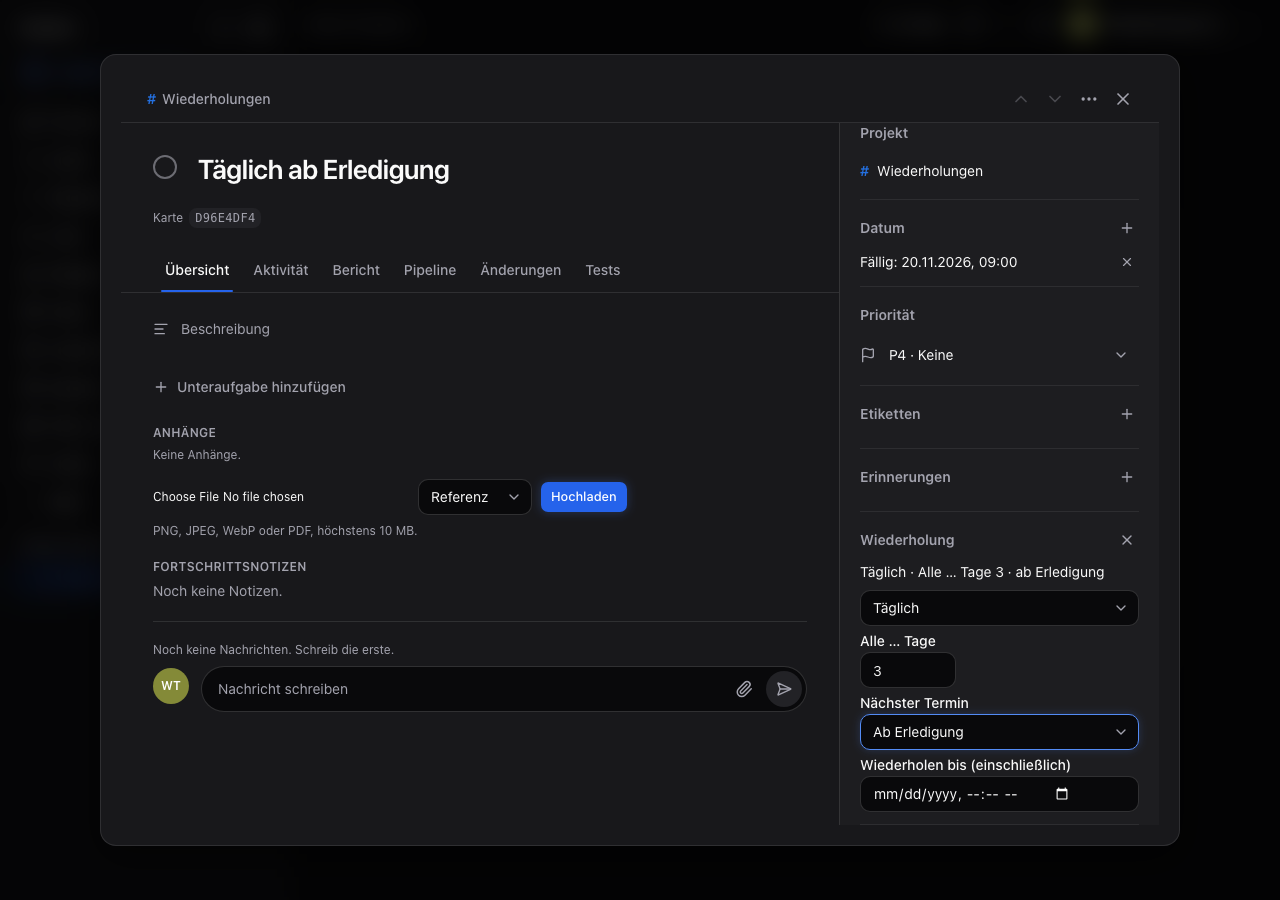 # Wiederholungen
Täglich ab Erledigung
Karte D96E4DF4
Übersicht Aktivität Bericht Pipeline Änderungen Tests
Beschreibung
Unteraufgabe hinzufügen
ANHÄNGE
Keine Anhänge.
Choose File No file chosen Referenz Hochladen
PNG, JPEG, WebP oder PDF, höchstens 10 MB.
FORTSCHRITTSNOTIZEN
Noch keine Notizen.
Noch keine Nachrichten. Schreib die erste.
WT Nachricht schreiben
Projekt
# Wiederholungen
Datum
Fällig: 20.11.2026, 09:00
Priorität
P4 · Keine
Etiketten
Erinnerungen
Wiederholung
Täglich · Alle … Tage 3 · ab Erledigung
Täglich
Alle … Tage
3
Nächster Termin
Ab Erledigung
Wiederholen bis (einschließlich)
mm/dd/yyyy, --:-- --